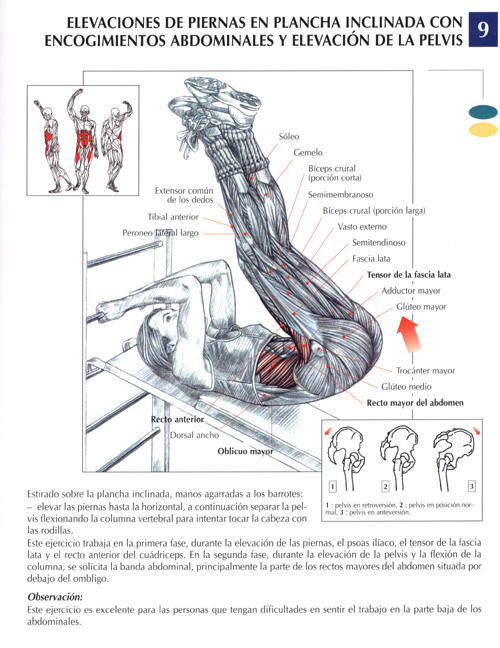 ELEVACIONES DE PIERNAS EN PLANCHA INCLINADA CON
ENCOGIMIENTOS ABDOMINALES Y ELEVACIÓN DE LA PELVIS
9
Sóleo
Gemelo
Bíceps crural
(porción corta)
Semimembranoso
Extensor común
de los dedos
Bíceps crural (porción larga)
Tibial anterior
Vasto externo
Peroneo lateral largo
Semitendinoso
Fascia lata
Tensor de la fascia lata
Adductor mayor
Glúteo mayor
Trocánter mayor
Glúteo medio
Recto mayor del abdomen
Recto anterior
Dorsal ancho
Oblicuo mayor
1
2
3
1 : pelvis en retroversión, 2 : pelvis en posición nor-
mal, 3 : pelvis en anteversión.
Estirado sobre la plancha inclinada, manos agarradas a los barrotes:
– elevar las piernas hasta la horizontal, a continuación separar la pel-
vis flexionando la columna vertebral para intentar tocar la cabeza con
las rodillas.
Este ejercicio trabaja en la primera fase, durante la elevación de las piernas, el psoas ilíaco, el tensor de la fascia
lata y el recto anterior del cuádriceps. En la segunda fase, durante la elevación de la pelvis y la flexión de la
columna, se solicita la banda abdominal, principalmente la parte de los rectos mayores del abdomen situada por
debajo del ombligo.
Observación:
Este ejercicio es excelente para las personas que tengan dificultades en sentir el trabajo en la parte baja de los
abdominales.